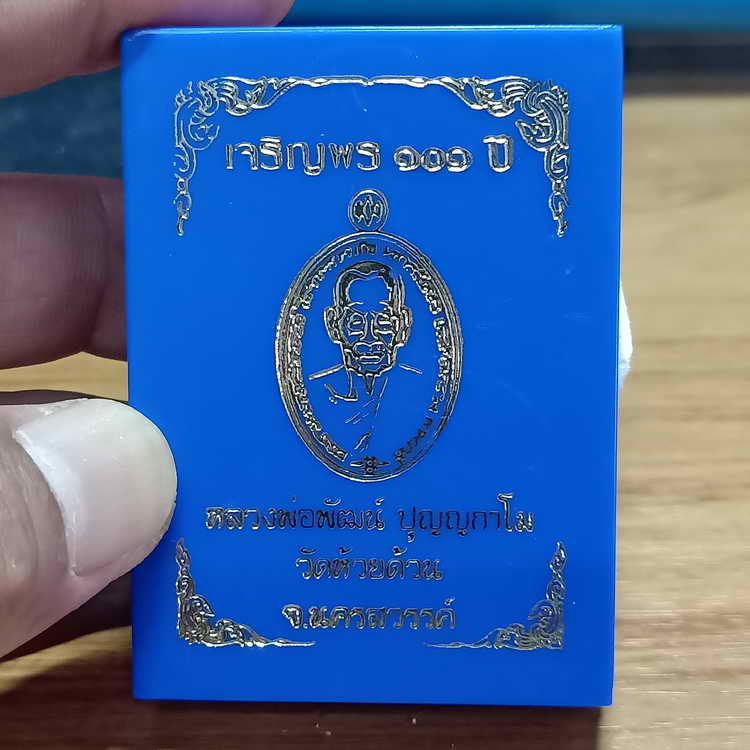 เจริญพร ๑๐๑ ปี
หลวงพ่อพัฒน์ ปุญญกาโม
วัดห้วยด้วน
จ.นครสวรรค์